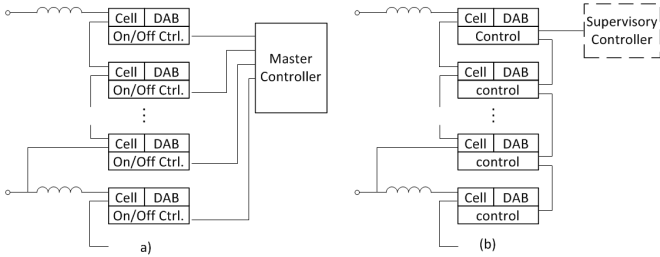 Cell DAB
On/Off Ctrl.
Cell DAB
On/Off Ctrl.
Cell DAB
On/Off Ctrl.
Cell DAB
On/Off Ctrl.
Master
Controller
a)
Cell DAB
Control
Cell DAB
control
Cell DAB
control
Cell DAB
control
Supervisory
Controller
(b)